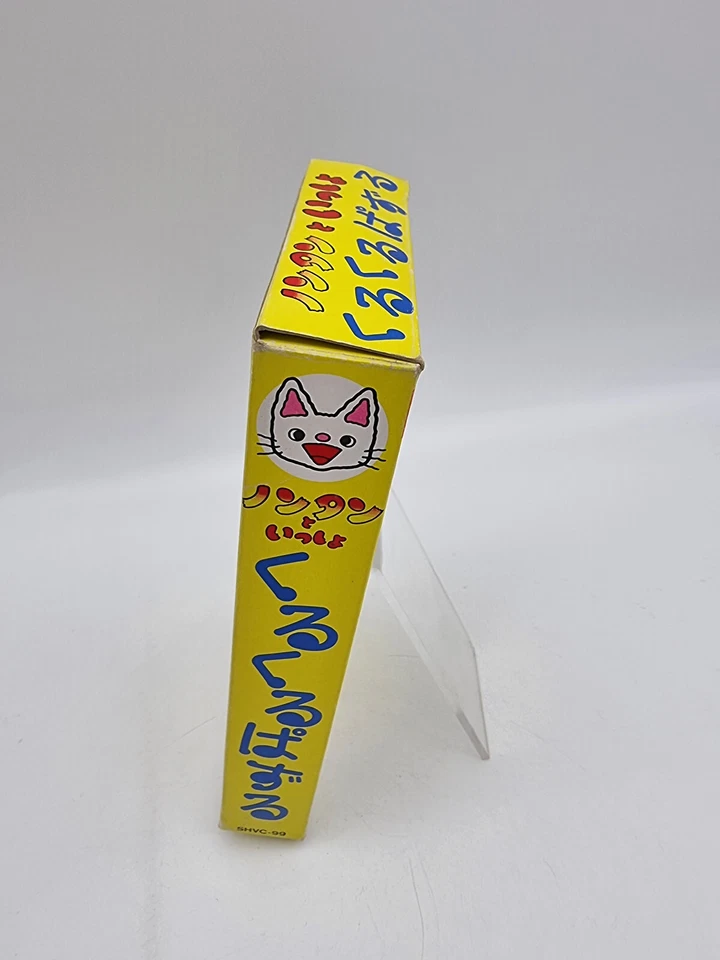 ノンタンといっしょ
くるくるぱずる
ノンタン
と
いっしょ
くるくるぱずる
SHVC-99